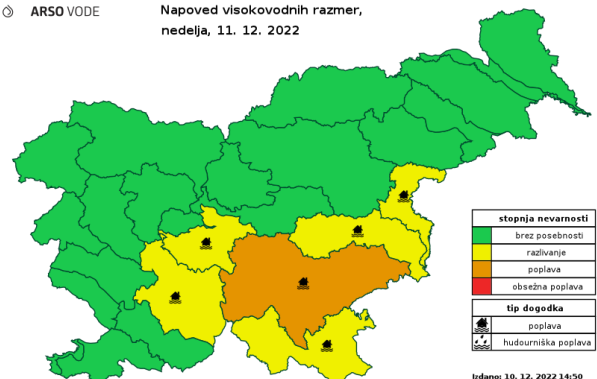 ARSO VODE
Napoved visokovodnih razmer,
nedelja, 11. 12. 2022
stopnja nevarnosti
brez posebnosti
razlivanje
poplava
obsežna poplava
tip dogodka
poplava
hudourniška poplava
Izdano: 10. 12. 2022 14:50